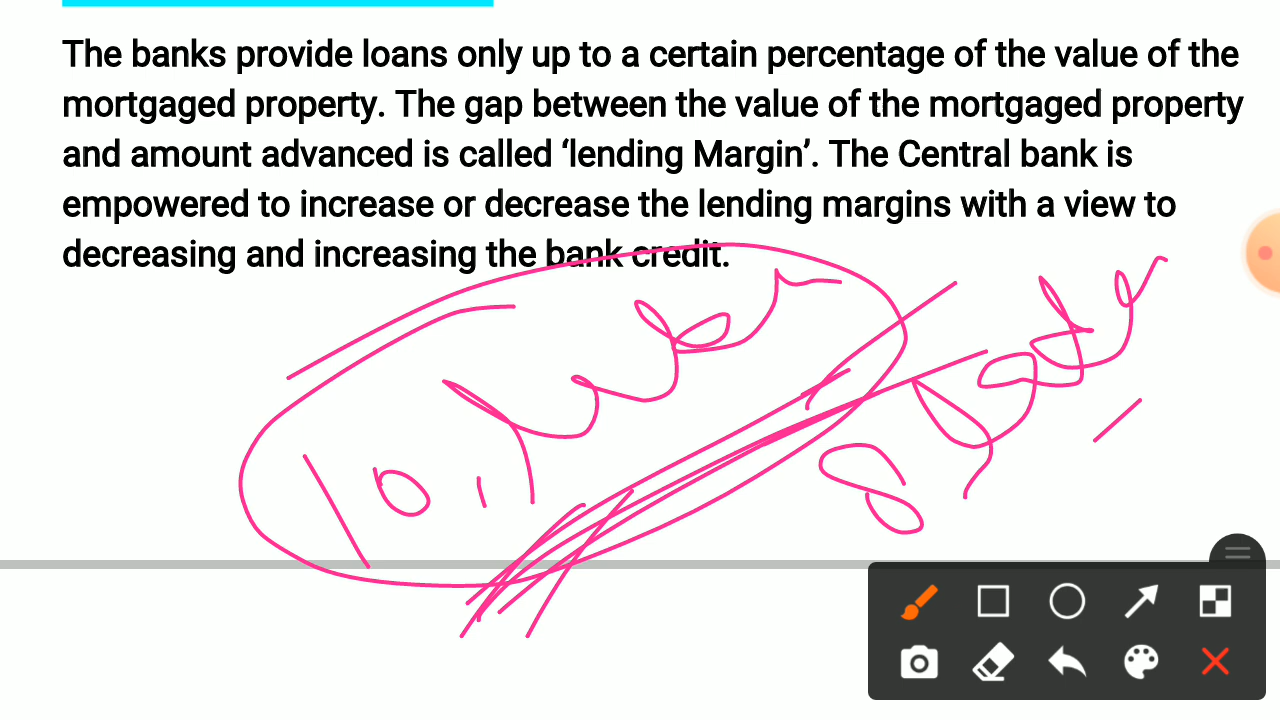 The banks provide loans only up to a certain percentage of the value of the
mortgaged property. The gap between the value of the mortgaged property
and amount advanced is called ‘lending Margin’. The Central bank is
empowered to increase or decrease the lending margins with a view to
decreasing and increasing the bank credit.
10
8